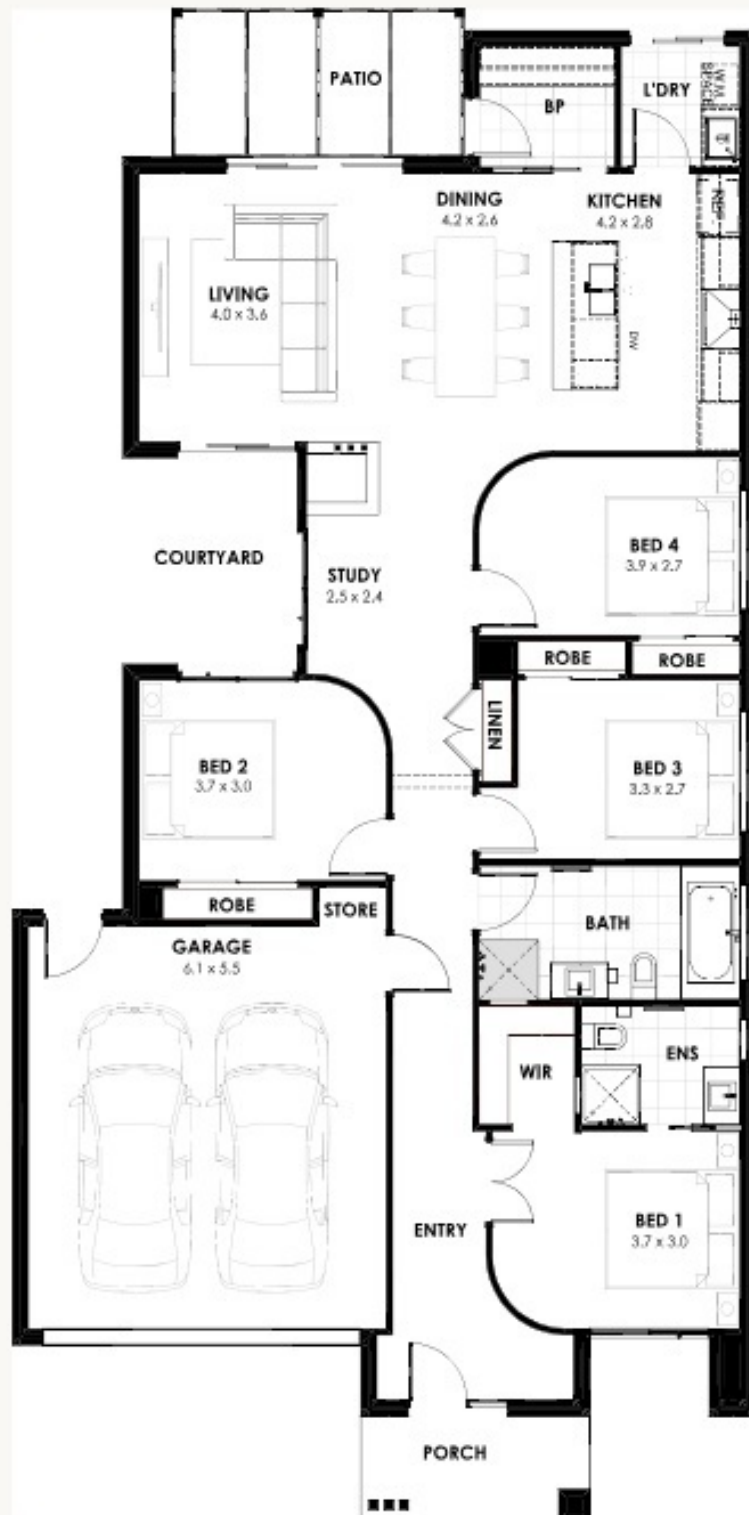 PATIO
BP
L'DRY
W.M
SPACE
DINING
4.2 x 2.6
KITCHEN
4.2 x 2.8
REF.
LIVING
4.0 x 3.6
DW
COURTYARD
STUDY
2.5 x 2.4
BED 4
3.9 x 2.7
ROBE
ROBE
LINEN
BED 2
3.7 x 3.0
BED 3
3.3 x 2.7
ROBE
STORE
BATH
GARAGE
6.1 x 5.5
WIR
ENS
ENTRY
BED 1
3.7 x 3.0
PORCH